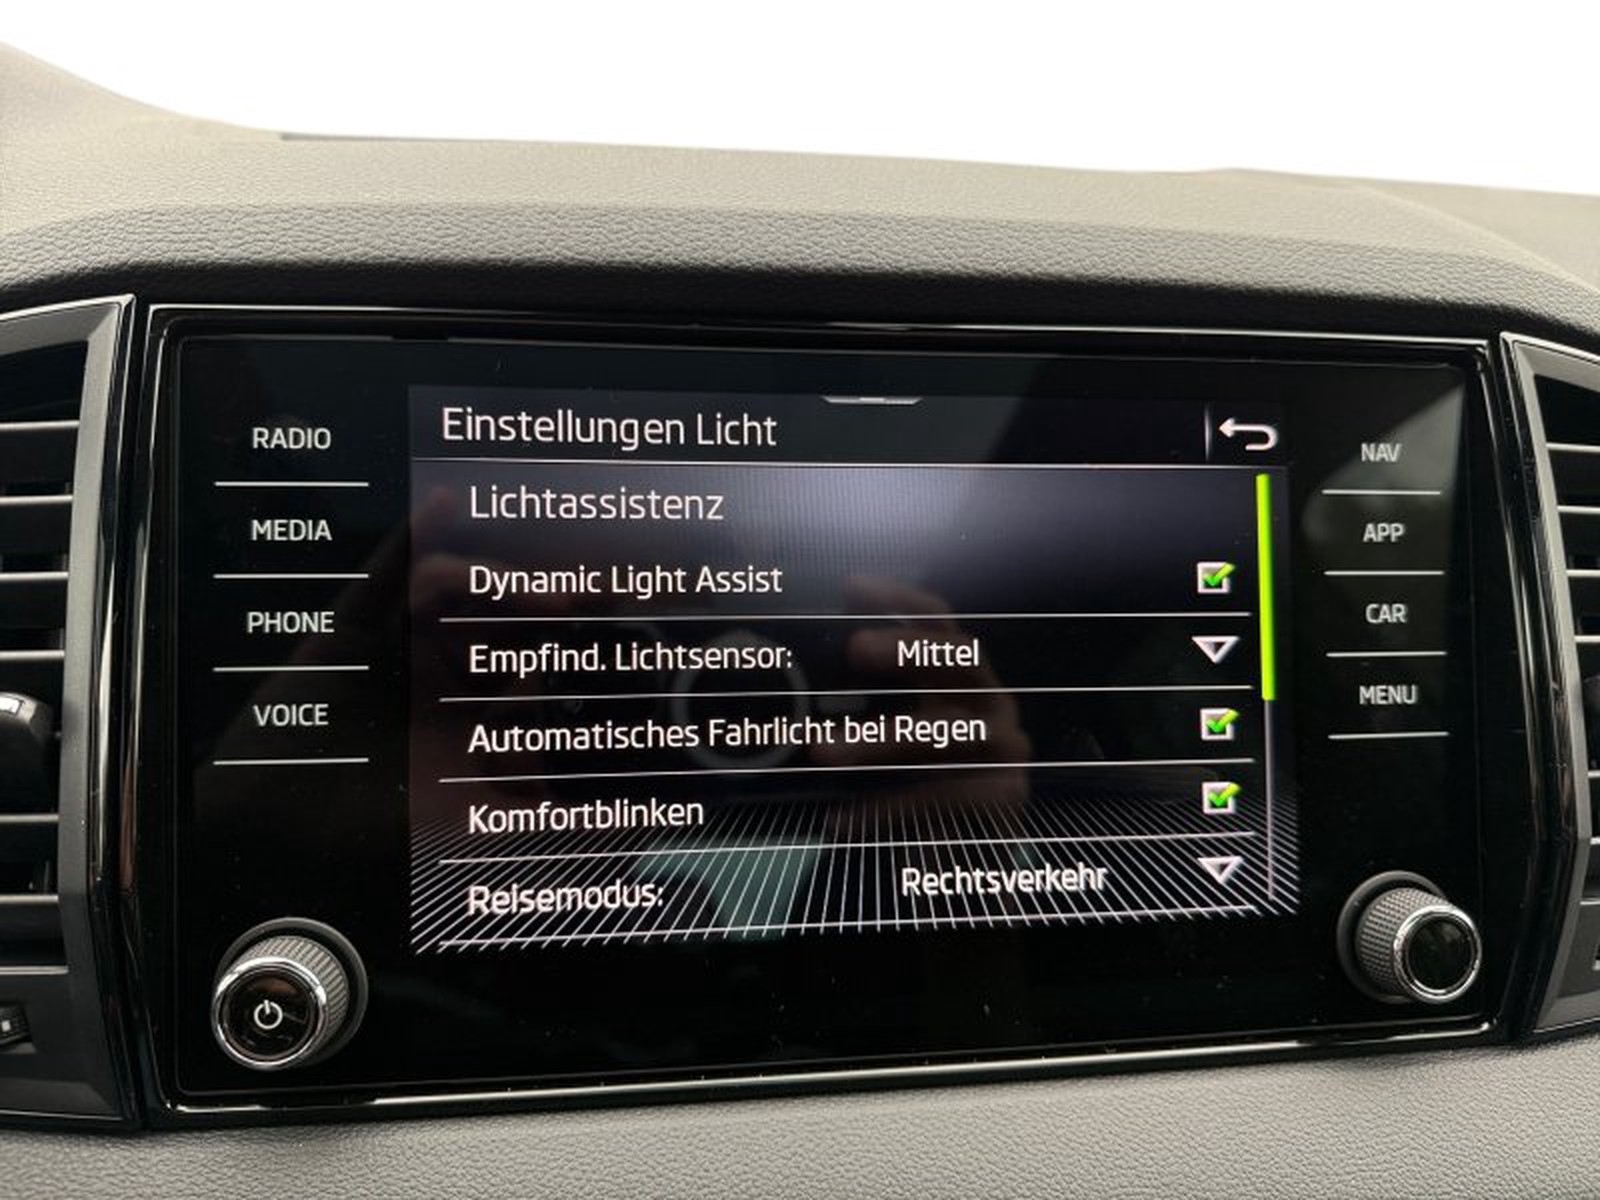 RADIO
MEDIA
PHONE
VOICE
Einstellungen Licht
Lichtassistenz
Dynamic Light Assist
Empfind. Lichtsensor: Mittel
Automatisches Fahrlicht bei Regen
Komfortblinken
Reisemodus: Rechtsverkehr
NAV
APP
CAR
MENU